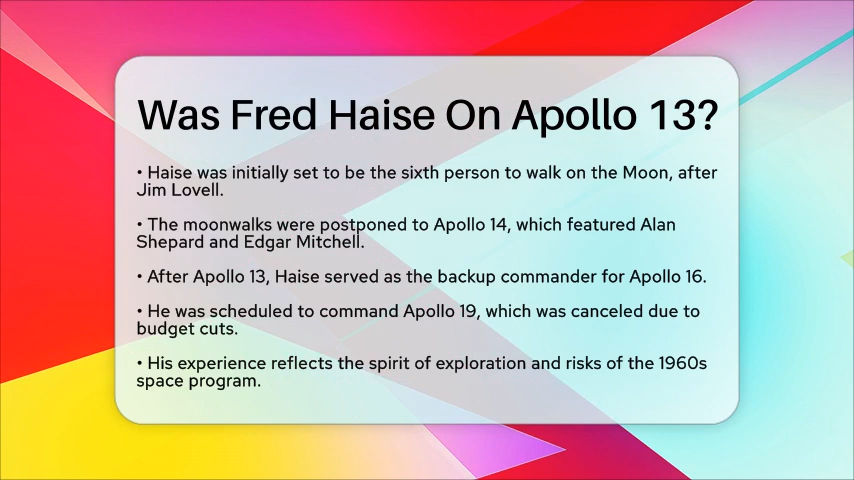 Was Fred Haise On Apollo 13?
• Haise was initially set to be the sixth person to walk on the Moon, after
Jim Lovell.
• The moonwalks were postponed to Apollo 14, which featured Alan
Shepard and Edgar Mitchell.
• After Apollo 13, Haise served as the backup commander for Apollo 16.
• He was scheduled to command Apollo 19, which was canceled due to
budget cuts.
• His experience reflects the spirit of exploration and risks of the 1960s
space program.